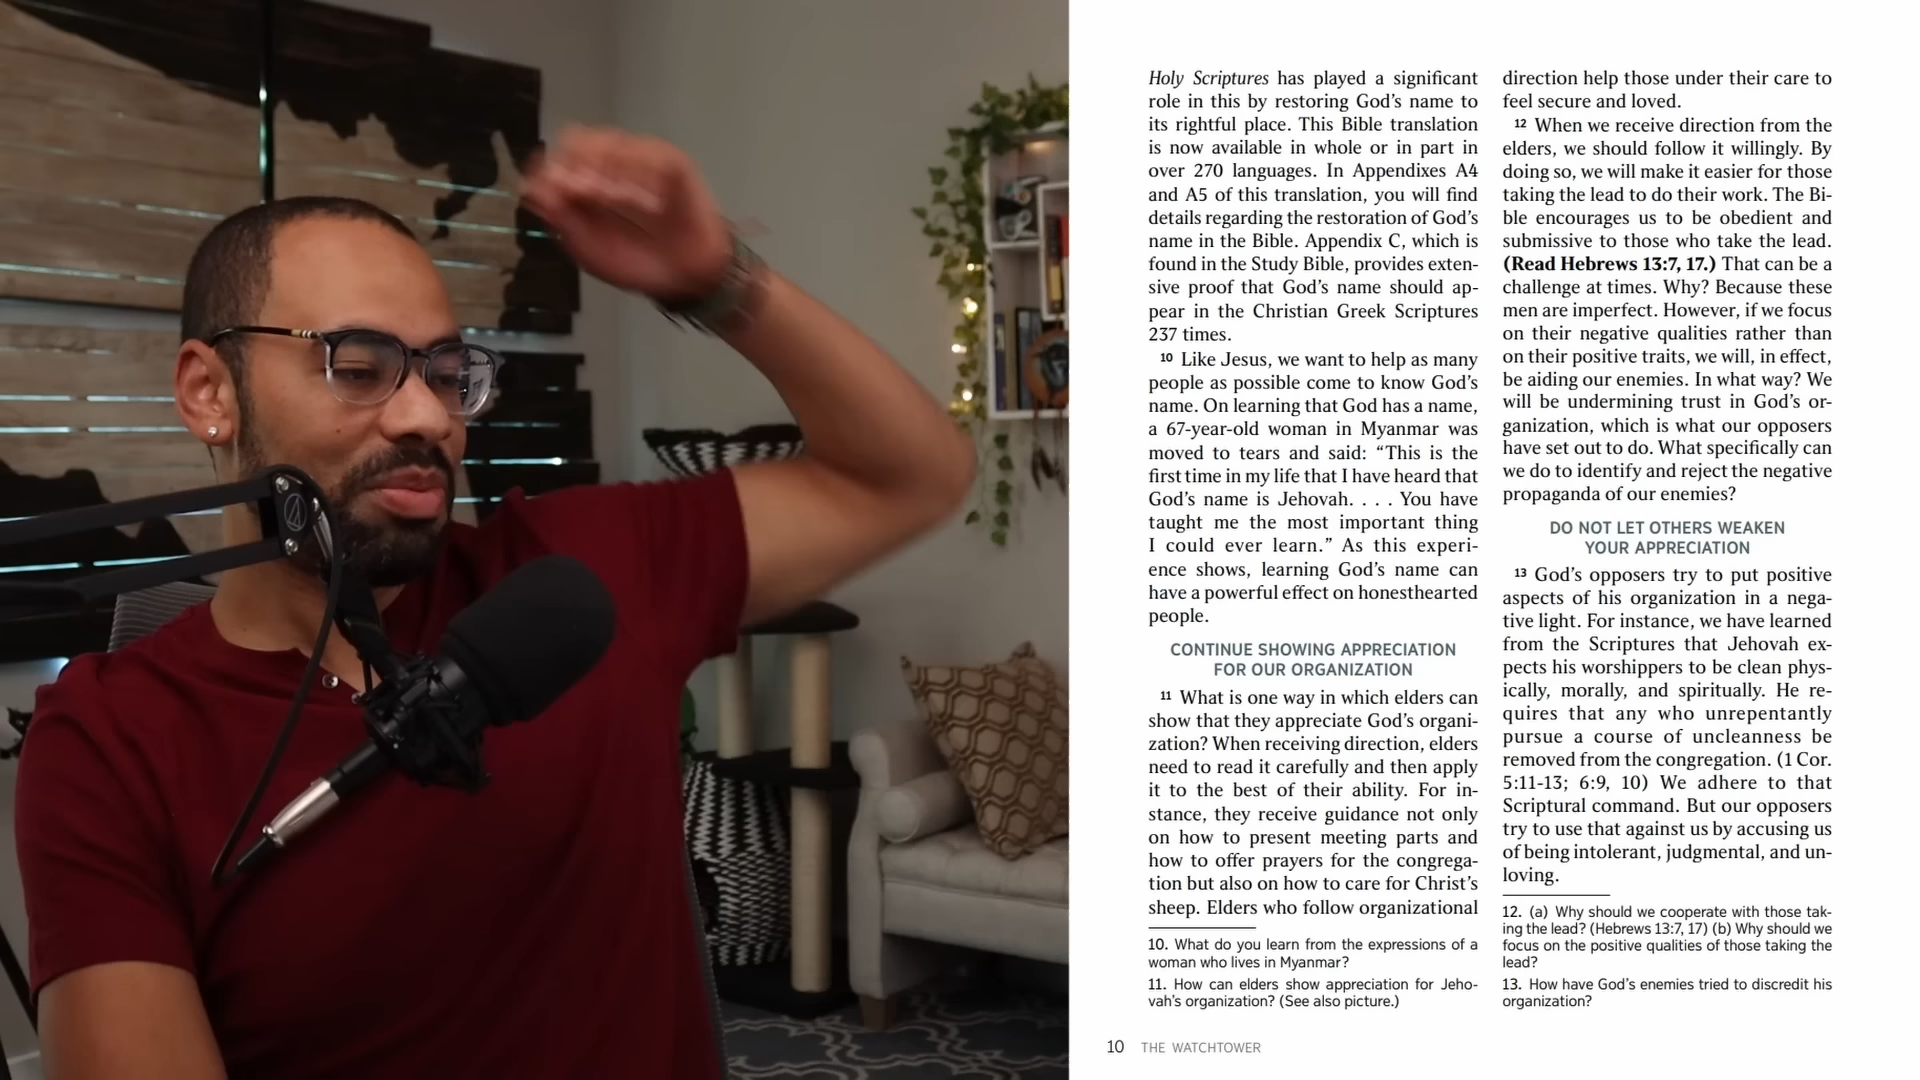 Holy Scriptures has played a significant
role in this by restoring God’s name to
its rightful place. This Bible translation
is now available in whole or in part in
over 270 languages. In Appendixes A4
and A5 of this translation, you will find
details regarding the restoration of God’s
name in the Bible. Appendix C, which is
found in the Study Bible, provides exten-
sive proof that God’s name should ap-
pear in the Christian Greek Scriptures
237 times.
10 Like Jesus, we want to help as many
people as possible come to know God’s
name. On learning that God has a name,
a 67-year-old woman in Myanmar was
moved to tears and said: “This is the
first time in my life that I have heard that
God’s name is Jehovah. . . . You have
taught me the most important thing
I could ever learn.” As this experi-
ence shows, learning God’s name can
have a powerful effect on honesthearted
people.
CONTINUE SHOWING APPRECIATION
FOR OUR ORGANIZATION
11 What is one way in which elders can
show that they appreciate God’s organi-
zation? When receiving direction, elders
need to read it carefully and then apply
it to the best of their ability. For in-
stance, they receive guidance not only
on how to present meeting parts and
how to offer prayers for the congrega-
tion but also on how to care for Christ’s
sheep. Elders who follow organizational
10. What do you learn from the expressions of a
woman who lives in Myanmar?
11. How can elders show appreciation for Jeho-
vah’s organization? (See also picture.)
direction help those under their care to
feel secure and loved.
12 When we receive direction from the
elders, we should follow it willingly. By
doing so, we will make it easier for those
taking the lead to do their work. The Bi-
ble encourages us to be obedient and
submissive to those who take the lead.
(Read Hebrews 13:7, 17.) That can be a
challenge at times. Why? Because these
men are imperfect. However, if we focus
on their negative qualities rather than
on their positive traits, we will, in effect,
be aiding our enemies. In what way? We
will be undermining trust in God’s or-
ganization, which is what our opposers
have set out to do. What specifically can
we do to identify and reject the negative
propaganda of our enemies?
DO NOT LET OTHERS WEAKEN
YOUR APPRECIATION
13 God’s opposers try to put positive
aspects of his organization in a nega-
tive light. For instance, we have learned
from the Scriptures that Jehovah ex-
pects his worshippers to be clean phys-
ically, morally, and spiritually. He re-
quires that any who unrepentantly
pursue a course of uncleanness be
removed from the congregation. (1 Cor.
5:11-13; 6:9, 10) We adhere to that
Scriptural command. But our opposers
try to use that against us by accusing us
of being intolerant, judgmental, and un-
loving.
12. (a) Why should we cooperate with those tak-
ing the lead? (Hebrews 13:7, 17) (b) Why should we
focus on the positive qualities of those taking the
lead?
13. How have God’s enemies tried to discredit his
organization?
10 THE WATCHTOWER